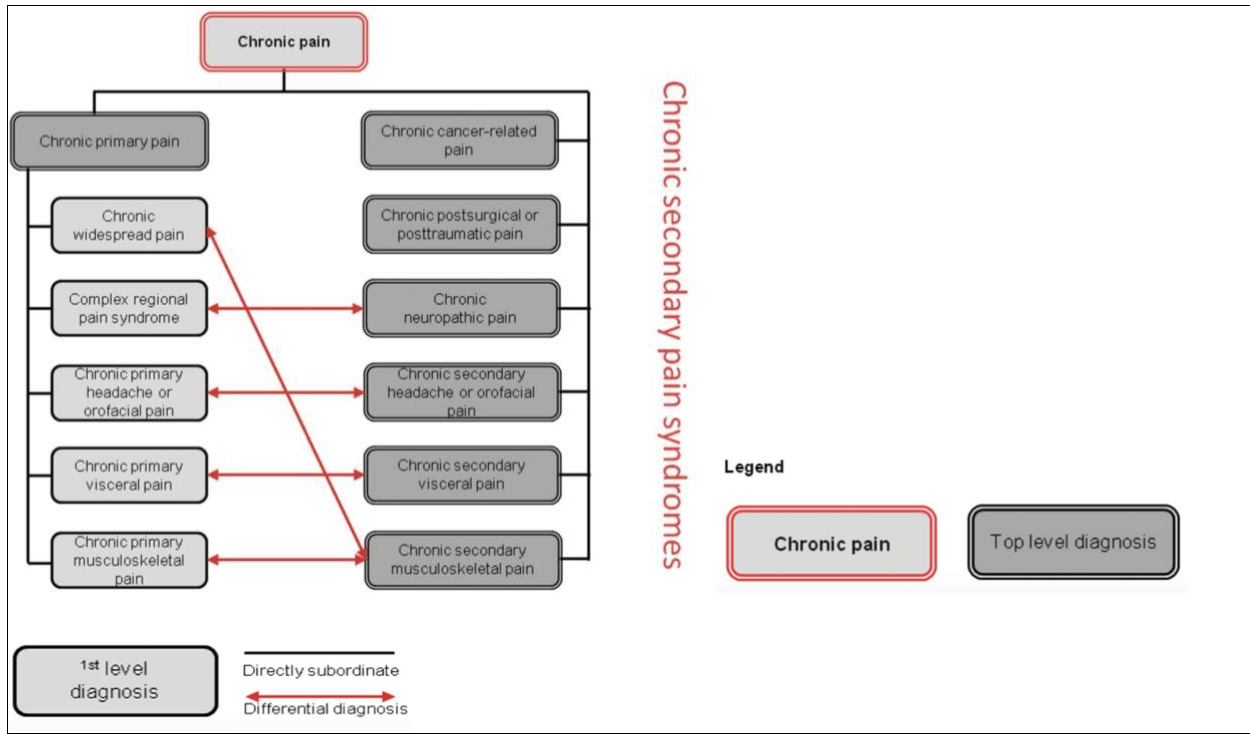 Chronic pain
Chronic primary pain
Chronic cancer-related
pain
Chronic
widespread pain
Chronic postsurgical or
posttraumatic pain
Complex regional
pain syndrome
Chronic
neuropathic pain
Chronic primary
headache or
orofacial pain
Chronic secondary
headache or orofacial
pain
Chronic primary
visceral pain
Chronic secondary
visceral pain
Chronic primary
musculoskeletal
pain
Chronic secondary
musculoskeletal pain
Chronic secondary pain syndromes
Legend
Chronic pain
Top level diagnosis
1st level
diagnosis
Directly subordinate
Differential diagnosis